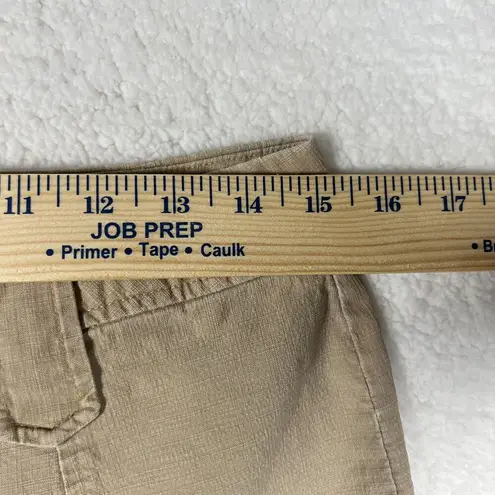 11 12 13 14 15 16 17
JOB PREP
• Primer • Tape • Caulk